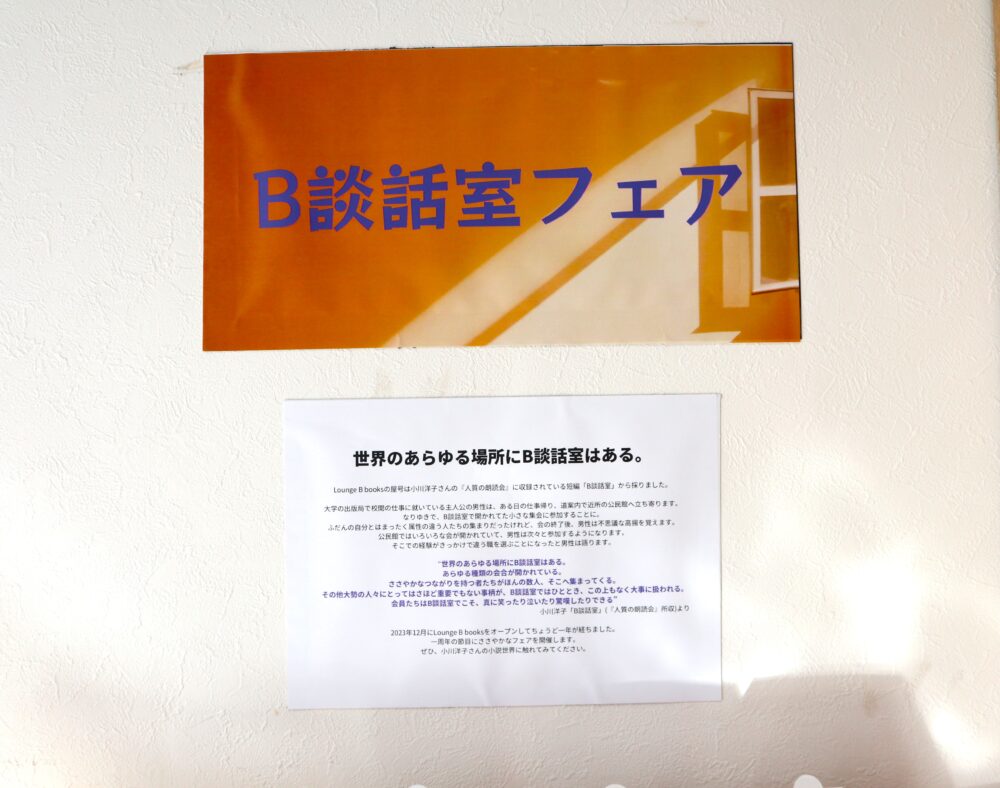 B談話室フェア
世界のあらゆる場所にB談話室はある。
Lounge B booksの屋号は小川洋子さんの『人質の朗読会』に収録されている短編「B談話室」から採りました。
大学の出版局で校閲の仕事に就いている主人公の男性は、ある日の仕事帰り、道案内で近所の公民館へ立ち寄ります。
なりゆきで、B談話室で開かれてた小さな集会に参加することに。
ふだんの自分とはまったく属性の違う人たちの集まりだったけれど、会の終了後、男性は不思議な高揚を覚えます。
公民館ではいろいろな会が開かれていて、男性は次々と参加するようになります。
そこでの経験がきっかけで違う職を選ぶことになったと男性は語ります。
“世界のあらゆる場所にB談話室はある。
あらゆる種類の会合が開かれている。
ささやかなつながりを持つ者たちがほんの数人、そこへ集まってくる。
その他大勢の人々にとってはさほど重要でもない事柄が、B談話室ではひととき、この上もなく大事に扱われる。
会員たちはB談話室でこそ、真に笑ったり泣いたり驚嘆したりできる”
小川洋子「B談話室」(『人質の朗読会』所収)より
2023年12月にLounge B booksをオープンしてちょうど一年が経ちました。
一周年の節目にささやかなフェアを開催します。
ぜひ、小川洋子さんの小説世界に触れてみてください。